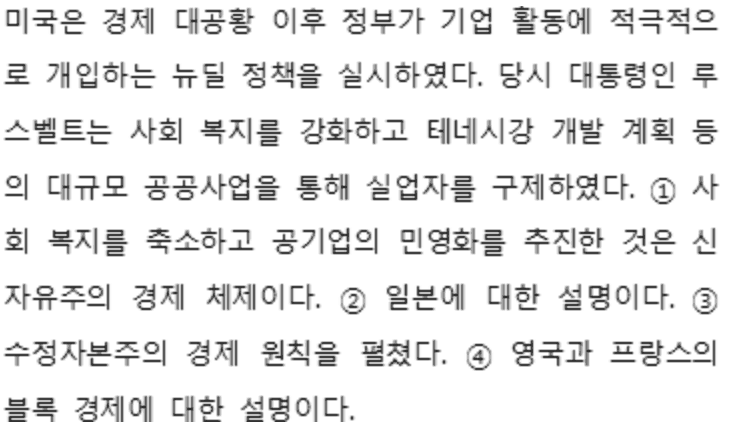 미국은 경제 대공황 이후 정부가 기업 활동에 적극적으
로 개입하는 뉴딜 정책을 실시하였다. 당시 대통령인 루
스벨트는 사회 복지를 강화하고 테네시강 개발 계획 등
의 대규모 공공사업을 통해 실업자를 구제하였다. ① 사
회 복지를 축소하고 공기업의 민영화를 추진한 것은 신
자유주의 경제 체제이다. ② 일본에 대한 설명이다. ③
수정자본주의 경제 원칙을 펼쳤다. ④ 영국과 프랑스의
블록 경제에 대한 설명이다.